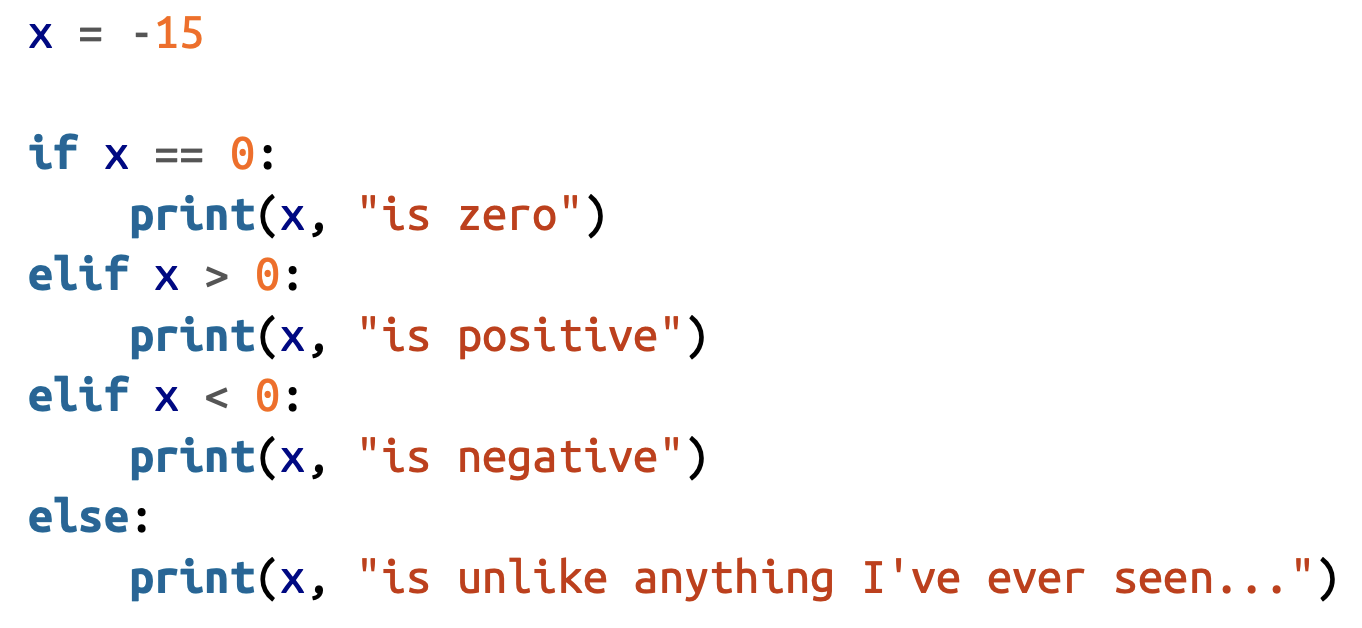 x = -15

if x == 0:
    print(x, "is zero")
elif x > 0:
    print(x, "is positive")
elif x < 0:
    print(x, "is negative")
else:
    print(x, "is unlike anything I've ever seen...")